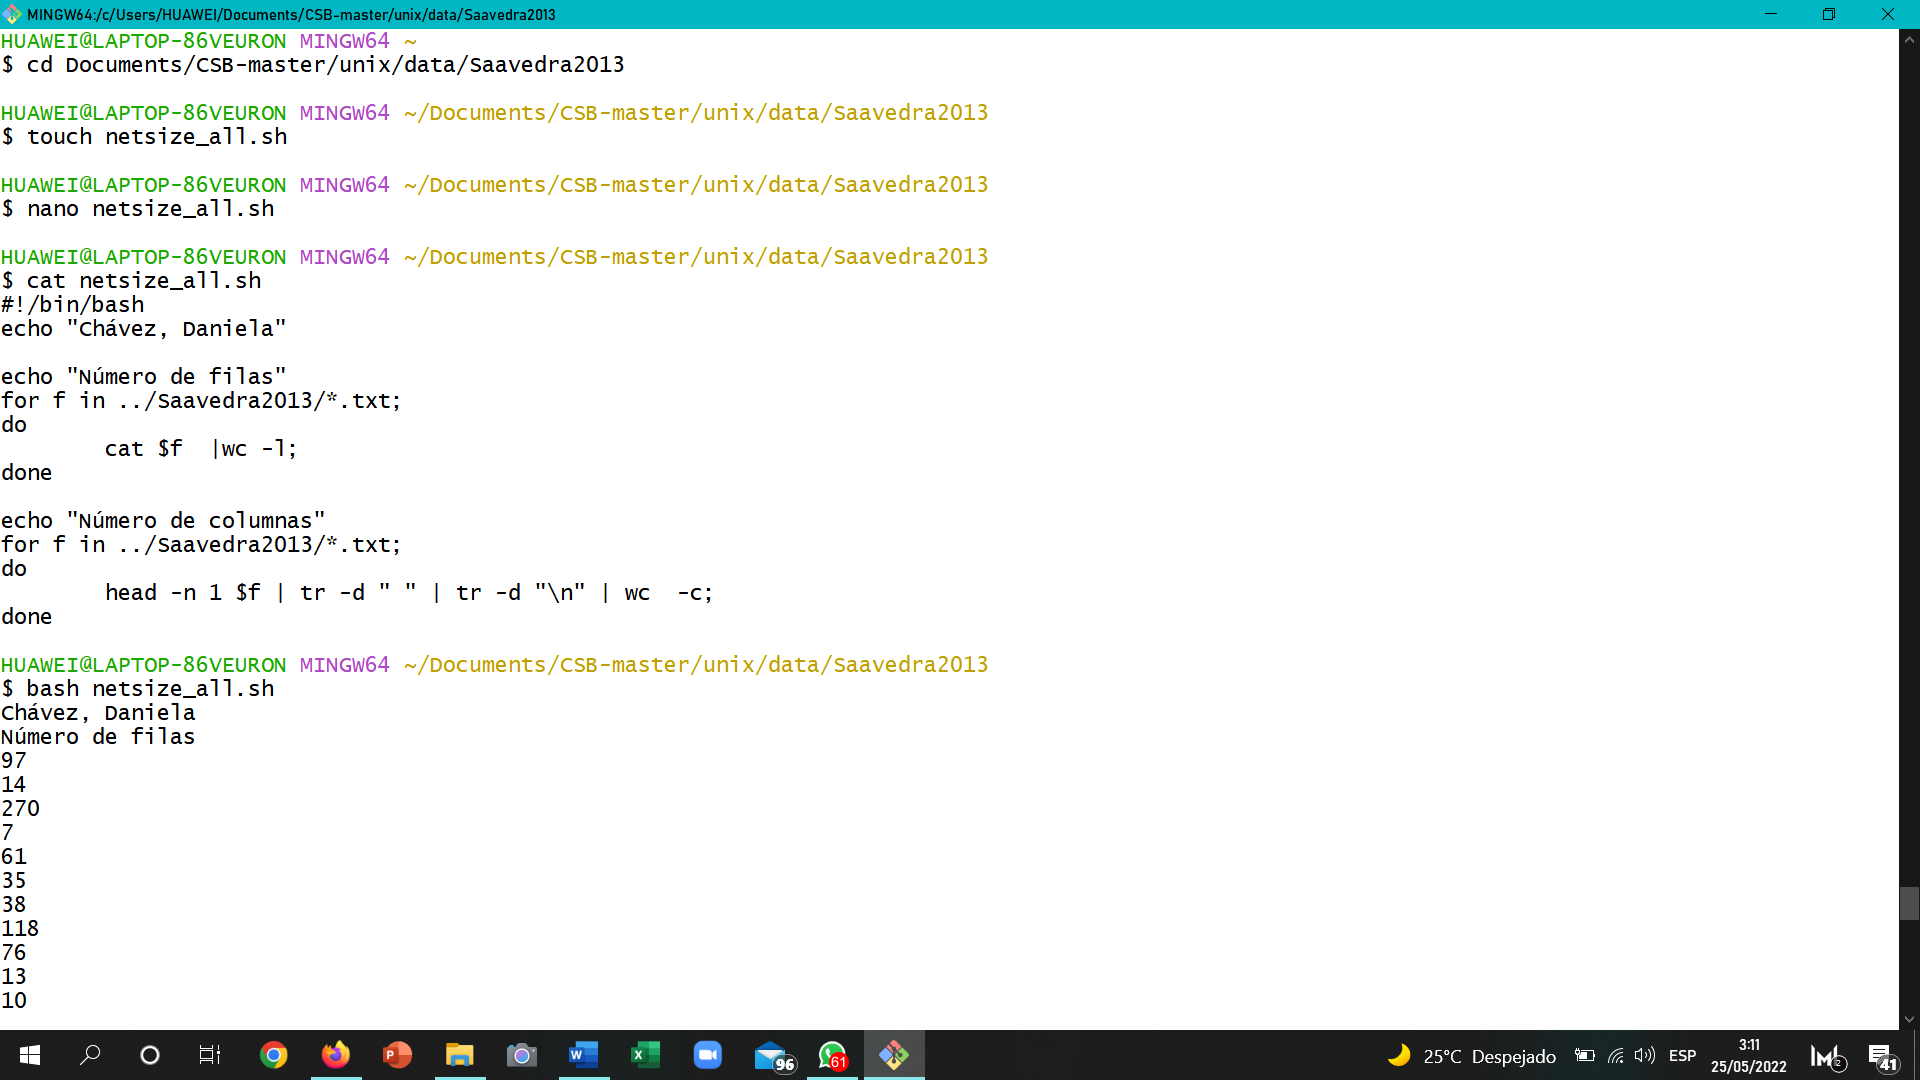 MINGW64:/c/Users/HUAWEI/Documents/CSB-master/unix/data/Saavedra2013
HUAWEI@LAPTOP-86VEURON MINGW64 ~
$ cd Documents/CSB-master/unix/data/Saavedra2013
HUAWEI@LAPTOP-86VEURON MINGW64 ~/Documents/CSB-master/unix/data/Saavedra2013
$ touch netsize_all.sh
HUAWEI@LAPTOP-86VEURON MINGW64 ~/Documents/CSB-master/unix/data/Saavedra2013
$ nano netsize_all.sh
HUAWEI@LAPTOP-86VEURON MINGW64 ~/Documents/CSB-master/unix/data/Saavedra2013
$ cat netsize_all.sh
#!/bin/bash
echo "Chávez, Daniela"
echo "Número de filas"
for f in ../Saavedra2013/*.txt;
do
        cat $f  |wc -l;
done
echo "Número de columnas"
for f in ../Saavedra2013/*.txt;
do
        head -n 1 $f | tr -d " " | tr -d "\n" | wc  -c;
done
HUAWEI@LAPTOP-86VEURON MINGW64 ~/Documents/CSB-master/unix/data/Saavedra2013
$ bash netsize_all.sh
Chávez, Daniela
Número de filas
97
14
270
7
61
35
38
118
76
13
10
96
61
25°C Despejado
ESP
3:11
25/05/2022
2
41